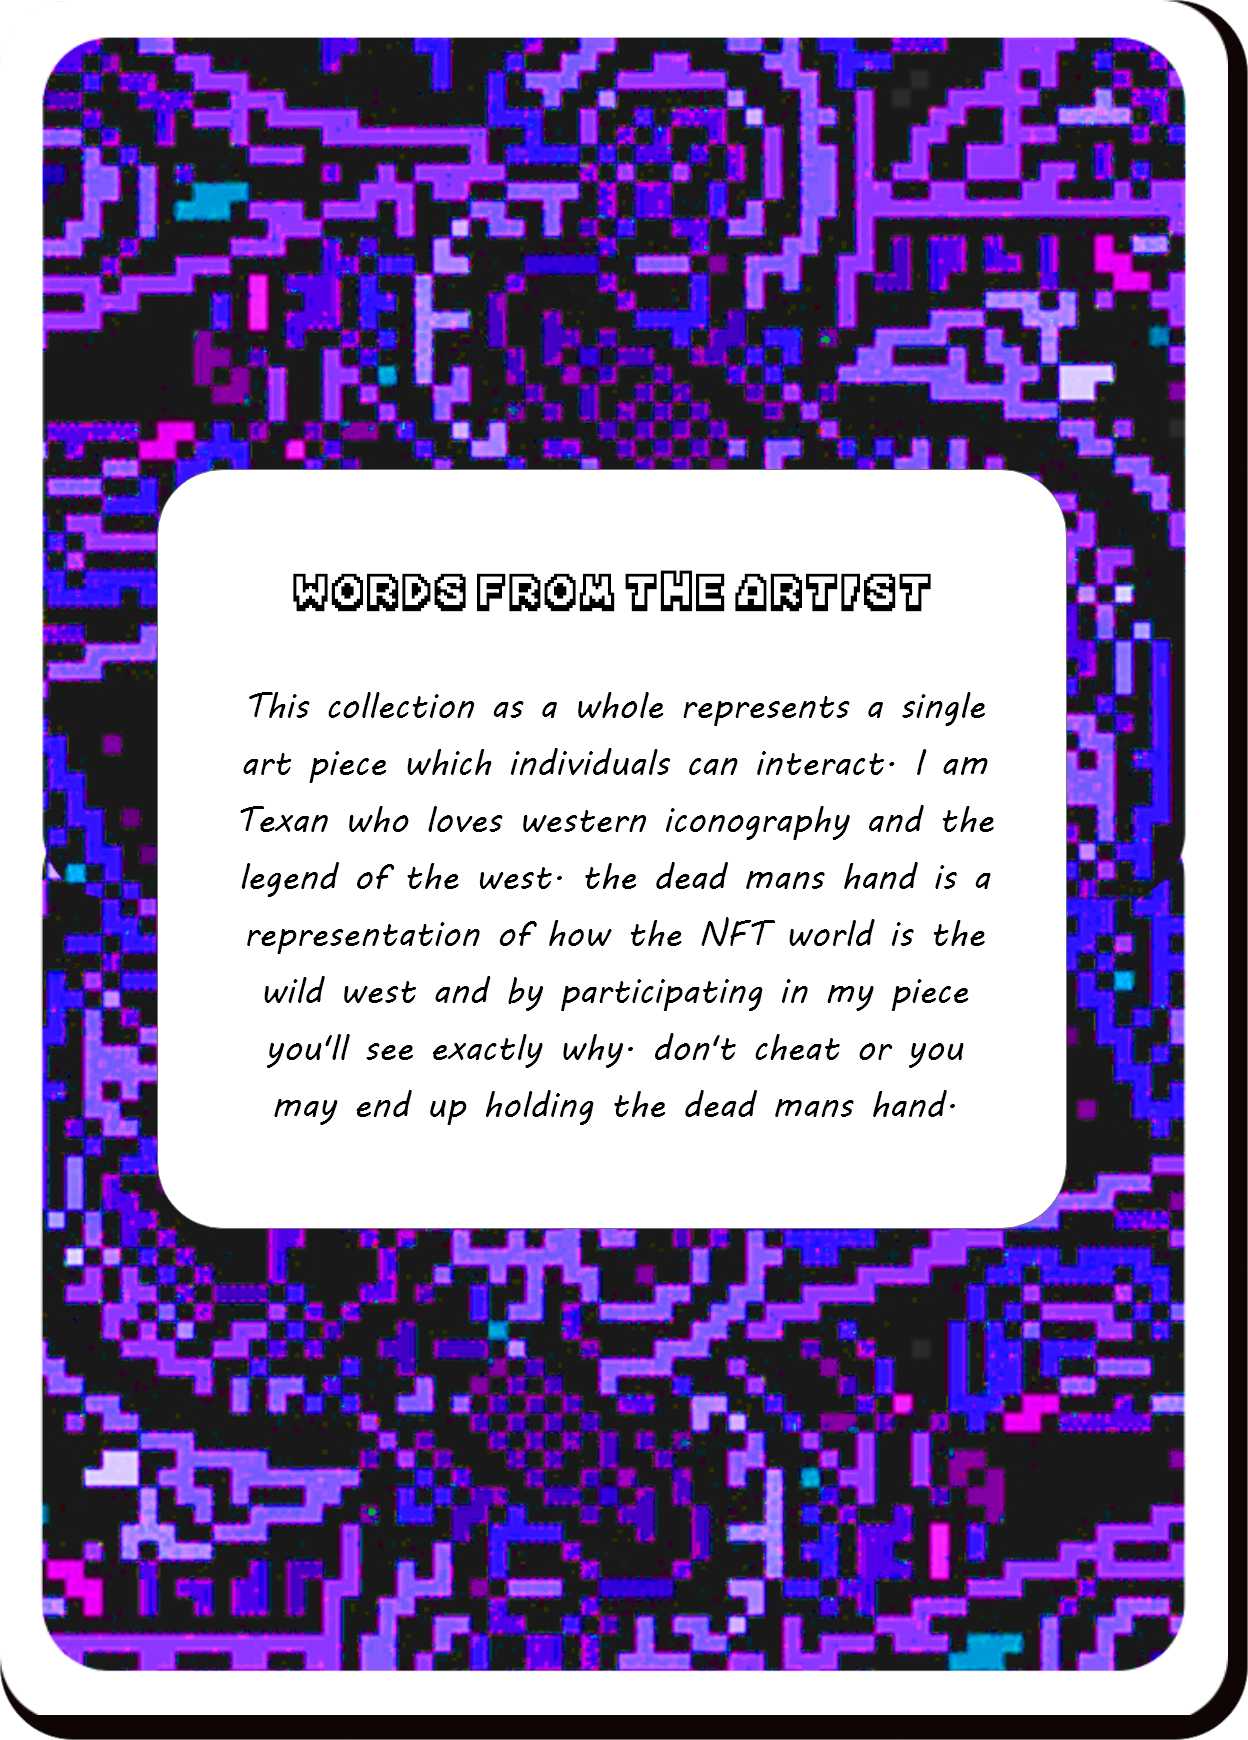 WORDS FROM THE ARTIST
This collection as a whole represents a single
art piece which individuals can interact. I am
Texan who loves western iconography and the
legend of the west. the dead mans hand is a
representation of how the NFT world is the
wild west and by participating in my piece
you'll see exactly why. don't cheat or you
may end up holding the dead mans hand.